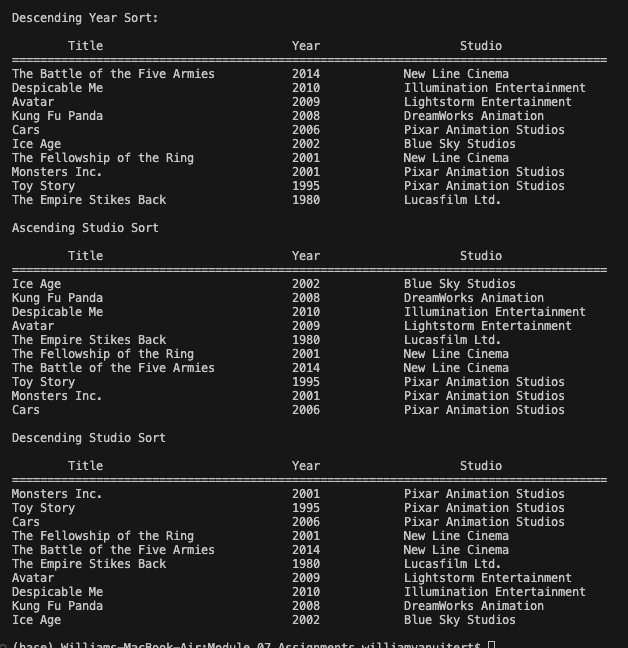 Descending Year Sort:
Title Year Studio
================================================================================
The Battle of the Five Armies 2014 New Line Cinema
Despicable Me 2010 Illumination Entertainment
Avatar 2009 Lightstorm Entertainment
Kung Fu Panda 2008 DreamWorks Animation
Cars 2006 Pixar Animation Studios
Ice Age 2002 Blue Sky Studios
The Fellowship of the Ring 2001 New Line Cinema
Monsters Inc. 2001 Pixar Animation Studios
Toy Story 1995 Pixar Animation Studios
The Empire Stikes Back 1980 Lucasfilm Ltd.
Ascending Studio Sort
Title Year Studio
================================================================================
Ice Age 2002 Blue Sky Studios
Kung Fu Panda 2008 DreamWorks Animation
Despicable Me 2010 Illumination Entertainment
Avatar 2009 Lightstorm Entertainment
The Empire Stikes Back 1980 Lucasfilm Ltd.
The Fellowship of the Ring 2001 New Line Cinema
The Battle of the Five Armies 2014 New Line Cinema
Toy Story 1995 Pixar Animation Studios
Monsters Inc. 2001 Pixar Animation Studios
Cars 2006 Pixar Animation Studios
Descending Studio Sort
Title Year Studio
================================================================================
Monsters Inc. 2001 Pixar Animation Studios
Toy Story 1995 Pixar Animation Studios
Cars 2006 Pixar Animation Studios
The Fellowship of the Ring 2001 New Line Cinema
The Battle of the Five Armies 2014 New Line Cinema
The Empire Stikes Back 1980 Lucasfilm Ltd.
Avatar 2009 Lightstorm Entertainment
Despicable Me 2010 Illumination Entertainment
Kung Fu Panda 2008 DreamWorks Animation
Ice Age 2002 Blue Sky Studios
(base) Williams-MacBook-Air:Module 07 Assignments williamvanuitert$